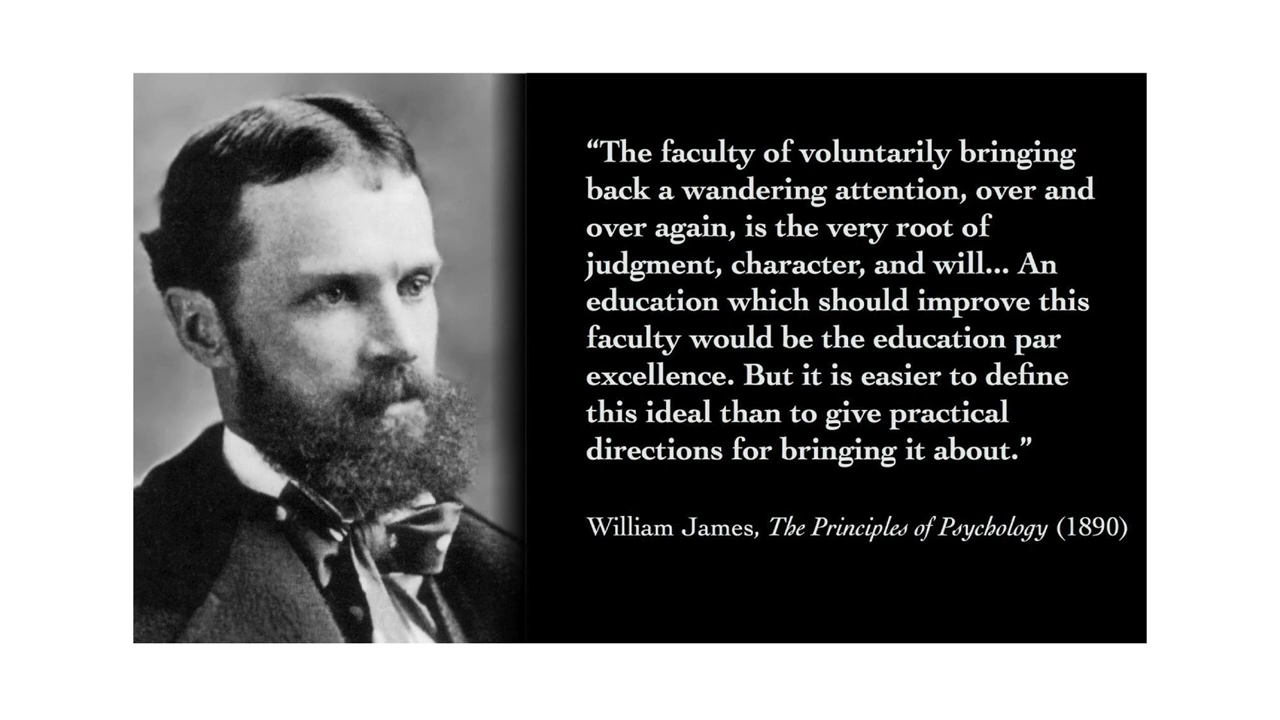 “The faculty of voluntarily bringing
back a wandering attention, over and
over again, is the very root of
judgment, character, and will... An
education which should improve this
faculty would be the education par
excellence. But it is easier to define
this ideal than to give practical
directions for bringing it about.”
William James, The Principles of Psychology (1890)